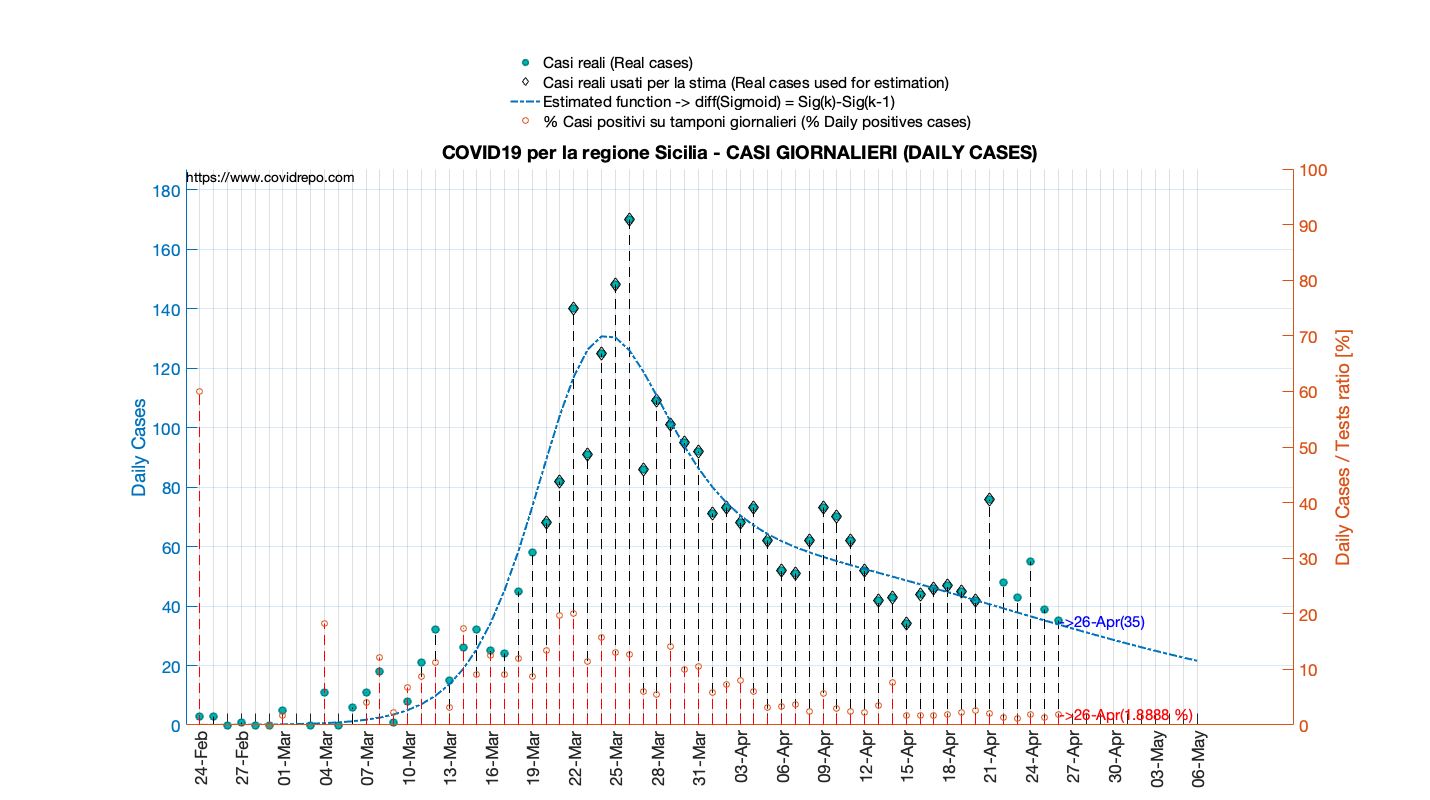 Casi reali (Real cases)
Casi reali usati per la stima (Real cases used for estimation)
Estimated function -> diff(Sigmoid) = Sig(k)-Sig(k-1)
% Casi positivi su tamponi giornalieri (% Daily positives cases)
COVID19 per la regione Sicilia - CASI GIORNALIERI (DAILY CASES)
https://www.covidrepo.com
Daily Cases
180
160
140
120
100
80
60
40
20
0
100
90
80
70
60
50
40
30
20
10
0
Daily Cases / Tests ratio [%]
->26-Apr(35)
->26-Apr(1.8888 %)
24-Feb
27-Feb
01-Mar
04-Mar
07-Mar
10-Mar
13-Mar
16-Mar
19-Mar
22-Mar
25-Mar
28-Mar
31-Mar
03-Apr
06-Apr
09-Apr
12-Apr
15-Apr
18-Apr
21-Apr
24-Apr
27-Apr
30-Apr
03-May
06-May